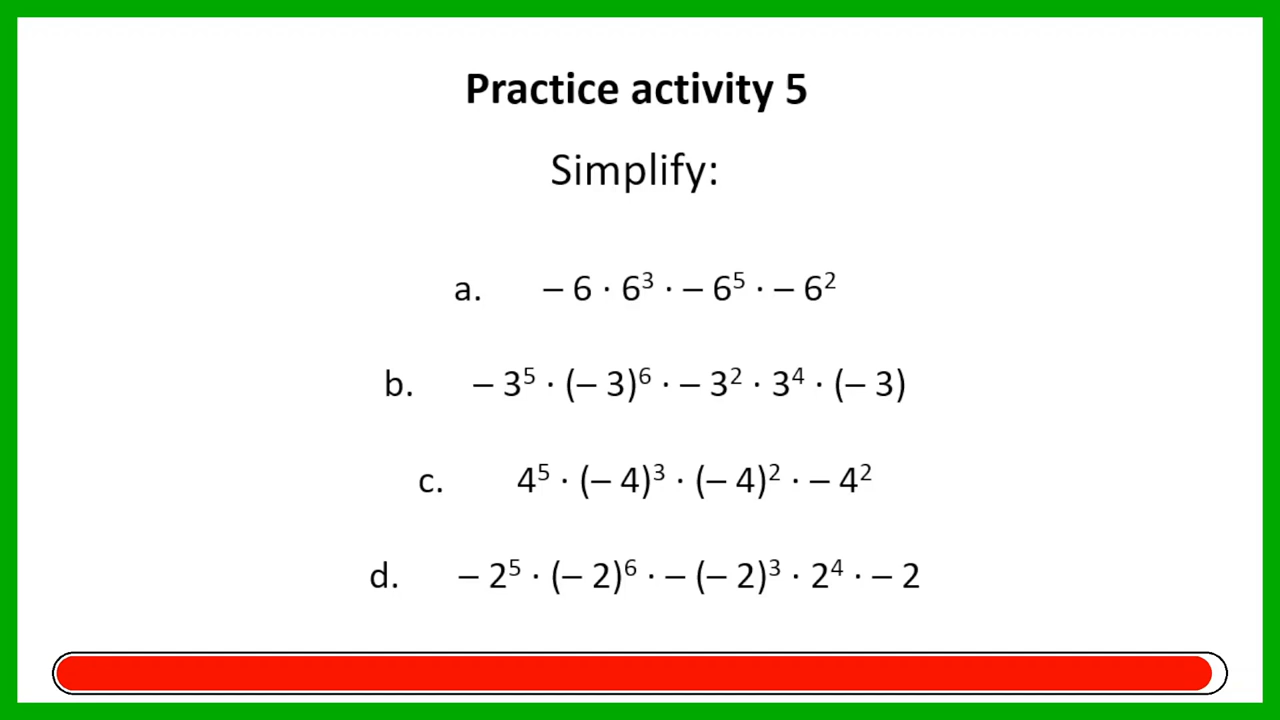 Practice activity 5
Simplify:
a. – 6 · 6³ · – 6⁵ · – 6²
b. – 3⁵ · (– 3)⁶ · – 3² · 3⁴ · (– 3)
c. 4⁵ · (– 4)³ · (– 4)² · – 4²
d. – 2⁵ · (– 2)⁶ · – (– 2)³ · 2⁴ · – 2